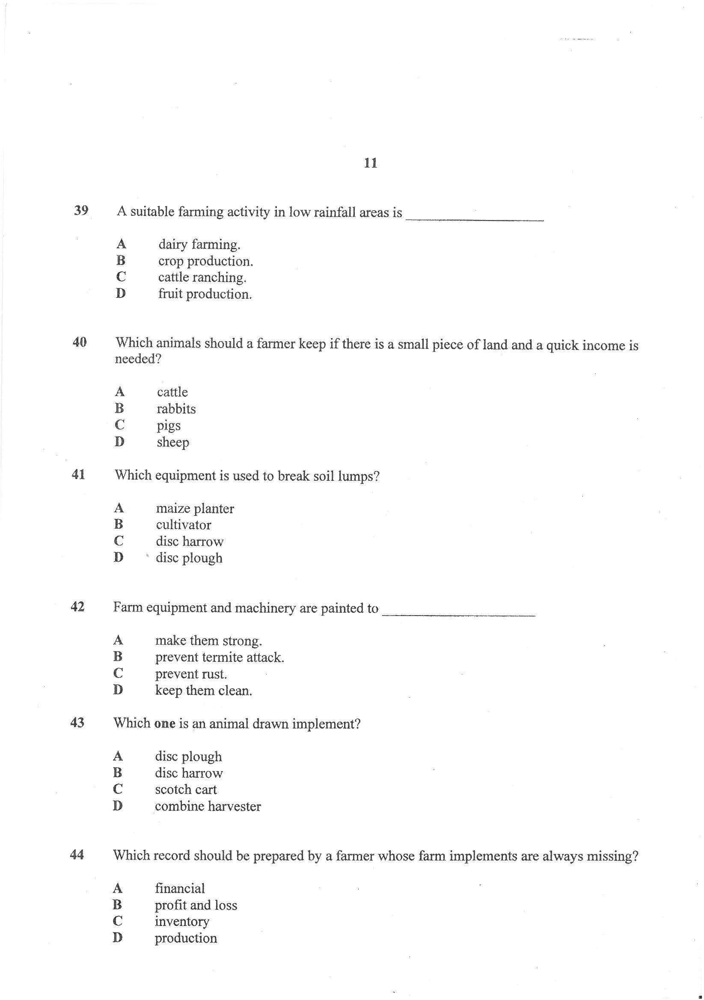 11
39 A suitable farming activity in low rainfall areas is ____________________
A dairy farming.
B crop production.
C cattle ranching.
D fruit production.
40 Which animals should a farmer keep if there is a small piece of land and a quick income is
needed?
A cattle
B rabbits
C pigs
D sheep
41 Which equipment is used to break soil lumps?
A maize planter
B cultivator
C disc harrow
D disc plough
42 Farm equipment and machinery are painted to ______________________
A make them strong.
B prevent termite attack.
C prevent rust.
D keep them clean.
43 Which one is an animal drawn implement?
A disc plough
B disc harrow
C scotch cart
D combine harvester
44 Which record should be prepared by a farmer whose farm implements are always missing?
A financial
B profit and loss
C inventory
D production